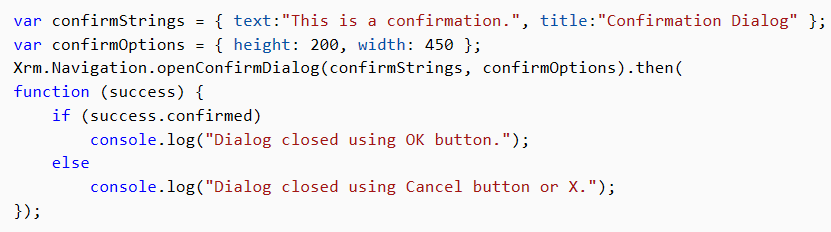 var confirmStrings = { text:"This is a confirmation.", title:"Confirmation Dialog" };
var confirmOptions = { height: 200, width: 450 };
Xrm.Navigation.openConfirmDialog(confirmStrings, confirmOptions).then(
function (success) {
    if (success.confirmed)
        console.log("Dialog closed using OK button.");
    else
        console.log("Dialog closed using Cancel button or X.");
});